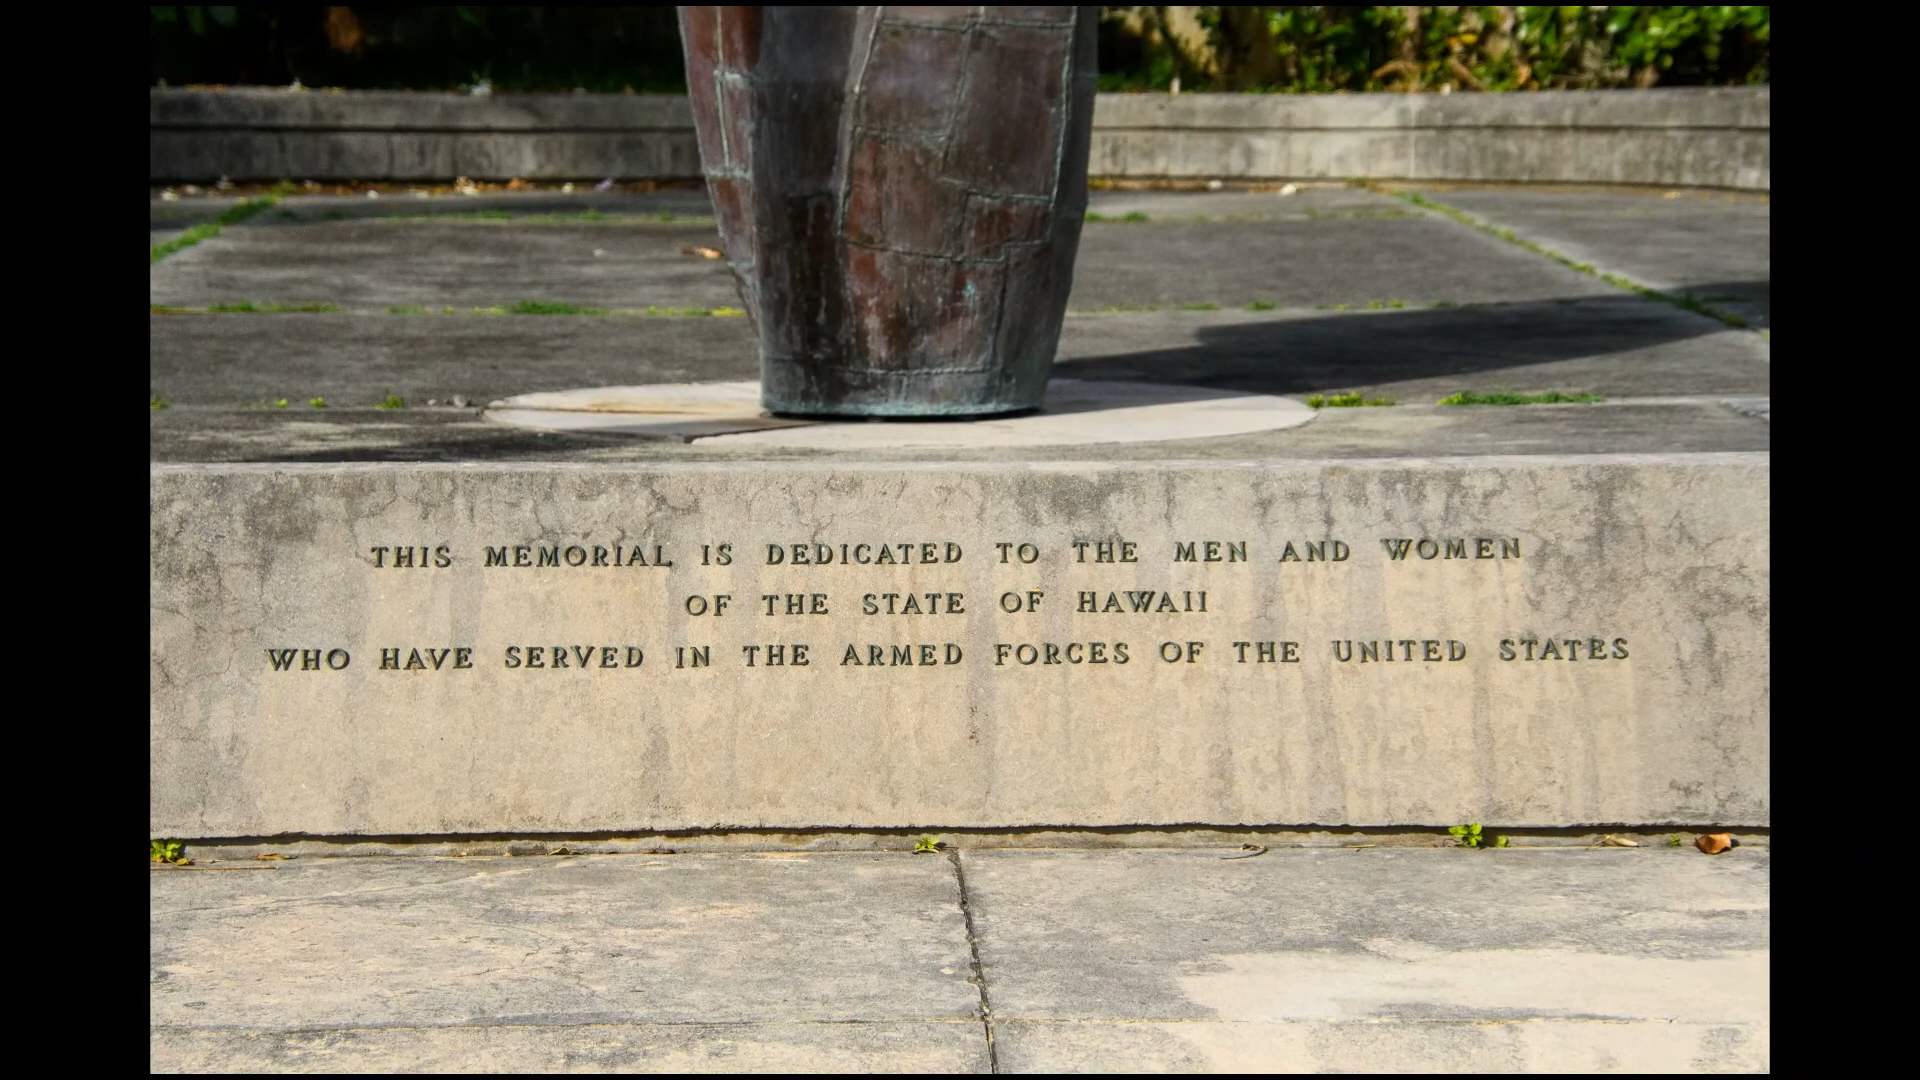 THIS MEMORIAL IS DEDICATED TO THE MEN AND WOMEN
OF THE STATE OF HAWAII
WHO HAVE SERVED IN THE ARMED FORCES OF THE UNITED STATES